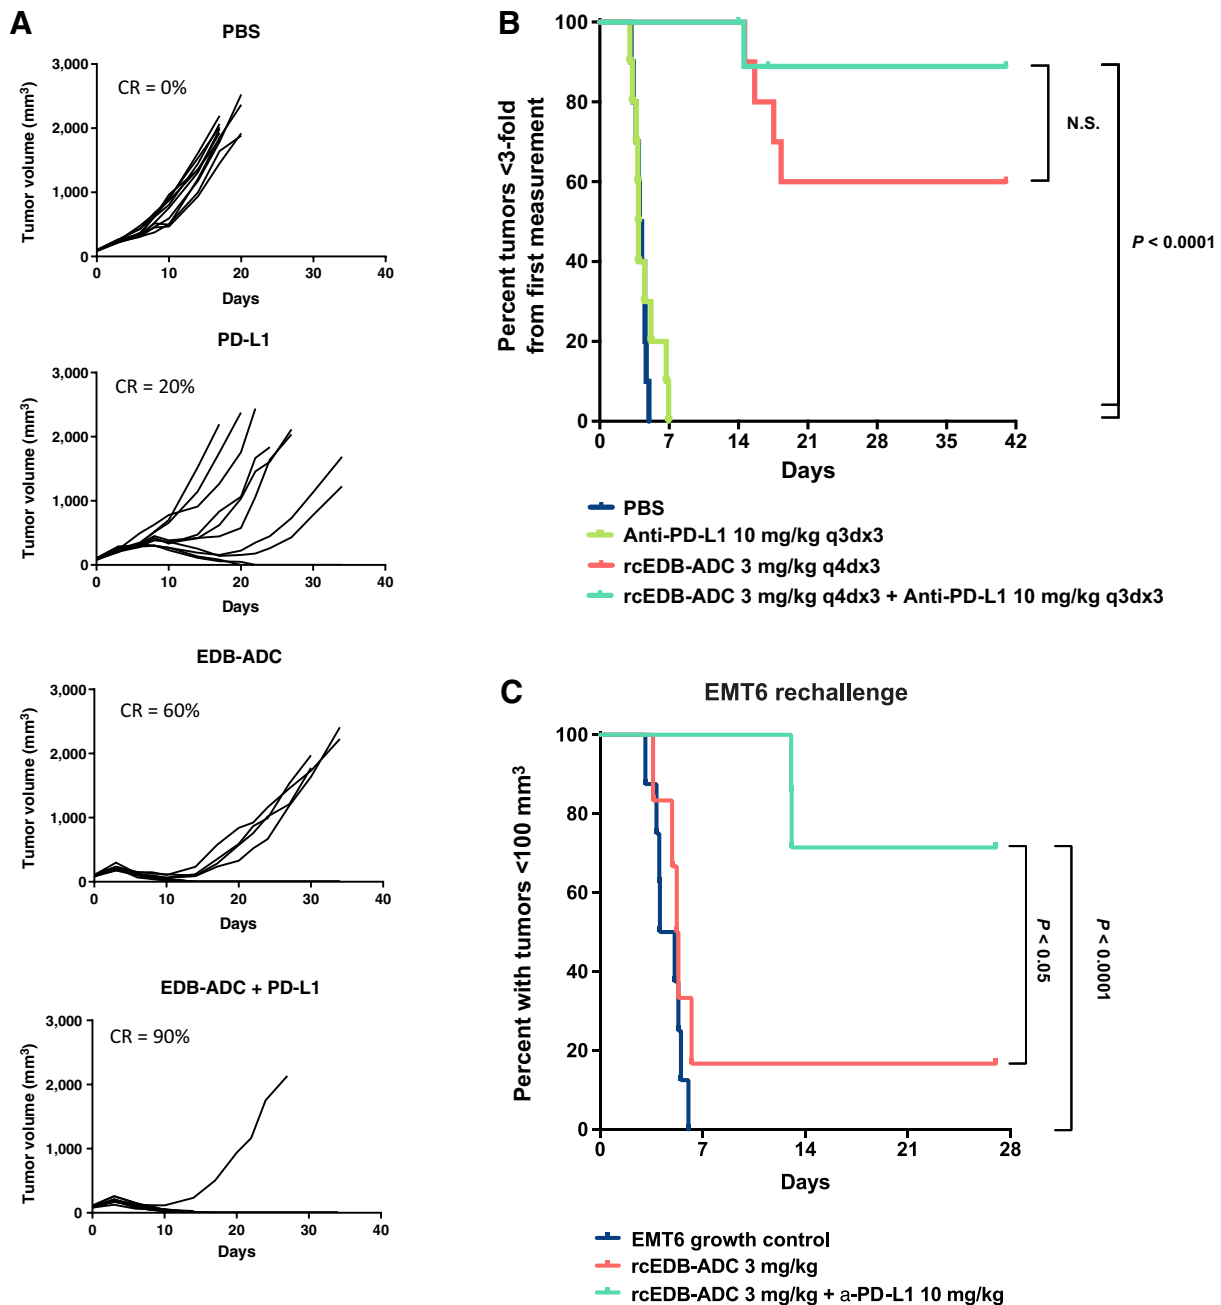 A
PBS
3,000
2,000
1,000
0
Tumor volume (mm³)
CR = 0%
0 10 20 30 40
Days
PD-L1
3,000
2,000
1,000
0
Tumor volume (mm³)
CR = 20%
0 10 20 30 40
Days
EDB-ADC
3,000
2,000
1,000
0
Tumor volume (mm³)
CR = 60%
0 10 20 30 40
Days
EDB-ADC + PD-L1
3,000
2,000
1,000
0
Tumor volume (mm³)
CR = 90%
0 10 20 30 40
Days
B
100
80
60
40
20
0
Percent tumors <3-fold
from first measurement
0 7 14 21 28 35 42
Days
N.S.
P < 0.0001
PBS
Anti-PD-L1 10 mg/kg q3dx3
rcEDB-ADC 3 mg/kg q4dx3
rcEDB-ADC 3 mg/kg q4dx3 + Anti-PD-L1 10 mg/kg q3dx3
C
EMT6 rechallenge
100
80
60
40
20
0
Percent with tumors <100 mm³
0 7 14 21 28
Days
P < 0.05
P < 0.0001
EMT6 growth control
rcEDB-ADC 3 mg/kg
rcEDB-ADC 3 mg/kg + a-PD-L1 10 mg/kg